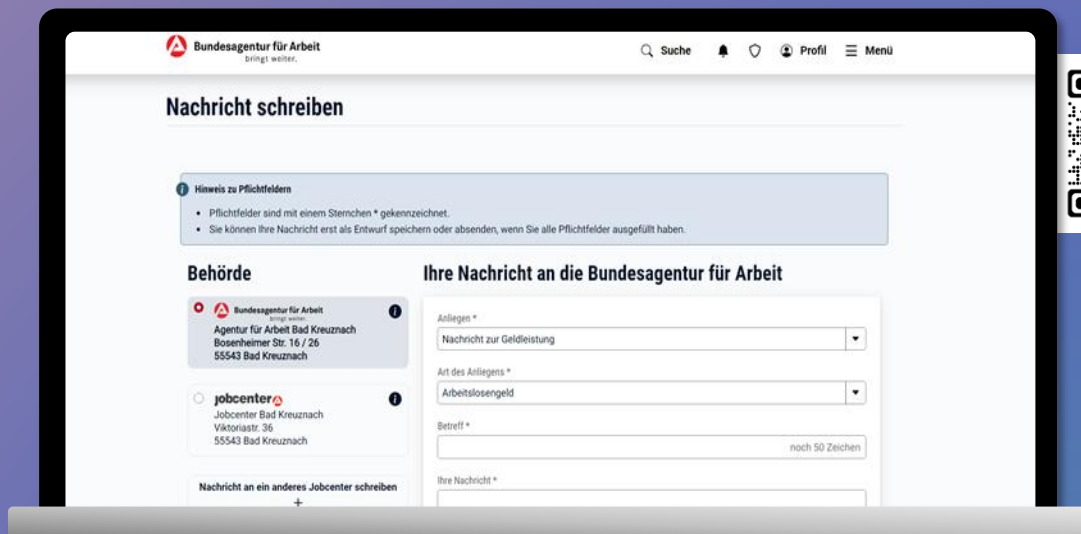 Bundesagentur für Arbeit
bringt weiter.
Suche
Profil
Menü
Nachricht schreiben
Hinweis zu Pflichtfeldern
• Pflichtfelder sind mit einem Sternchen * gekennzeichnet.
• Sie können Ihre Nachricht erst als Entwurf speichern oder absenden, wenn Sie alle Pflichtfelder ausgefüllt haben.
Behörde
Bundesagentur für Arbeit
bringt weiter.
Agentur für Arbeit Bad Kreuznach
Bosenheimer Str. 16 / 26
55543 Bad Kreuznach
jobcenter
Jobcenter Bad Kreuznach
Viktoriastr. 36
55543 Bad Kreuznach
Nachricht an ein anderes Jobcenter schreiben
+
Ihre Nachricht an die Bundesagentur für Arbeit
Anliegen *
Nachricht zur Geldleistung
Art des Anliegens *
Arbeitslosengeld
Betreff *
noch 50 Zeichen
Ihre Nachricht *